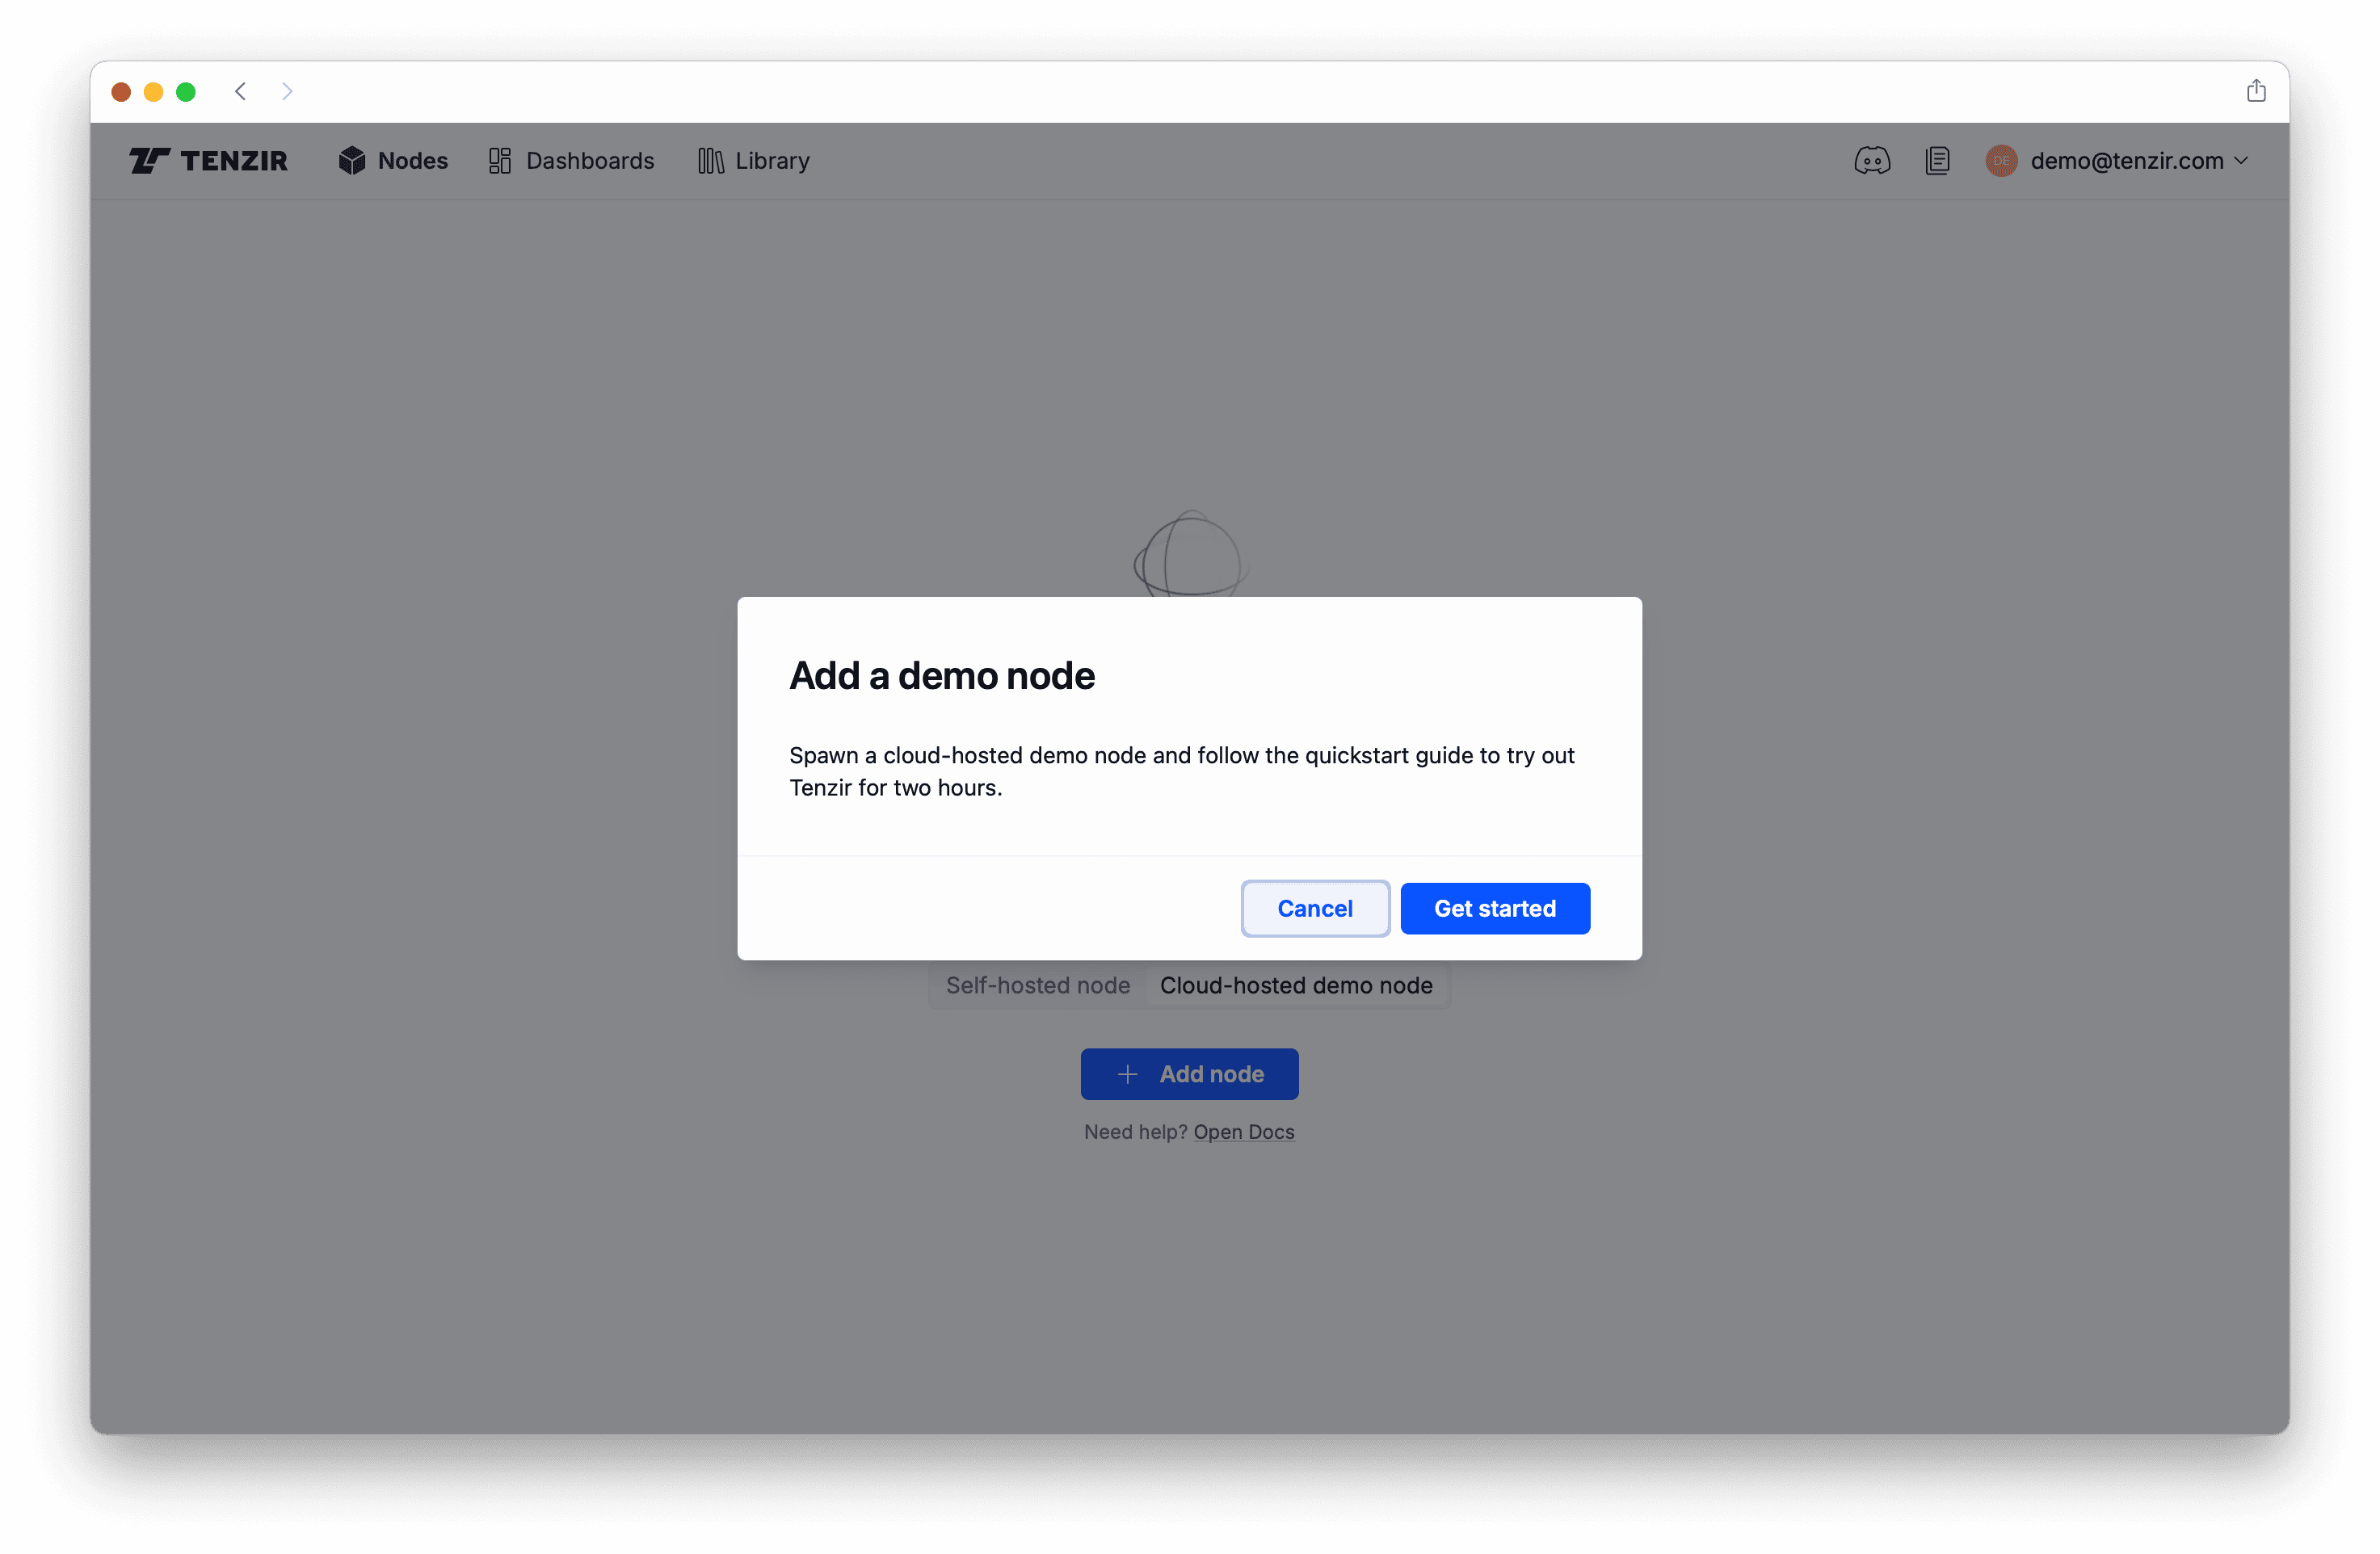 TENZIR Nodes Dashboards Library DE demo@tenzir.com
Add a demo node
Spawn a cloud-hosted demo node and follow the quickstart guide to try out
Tenzir for two hours.
Cancel Get started
Self-hosted node Cloud-hosted demo node
Add node
Need help? Open Docs